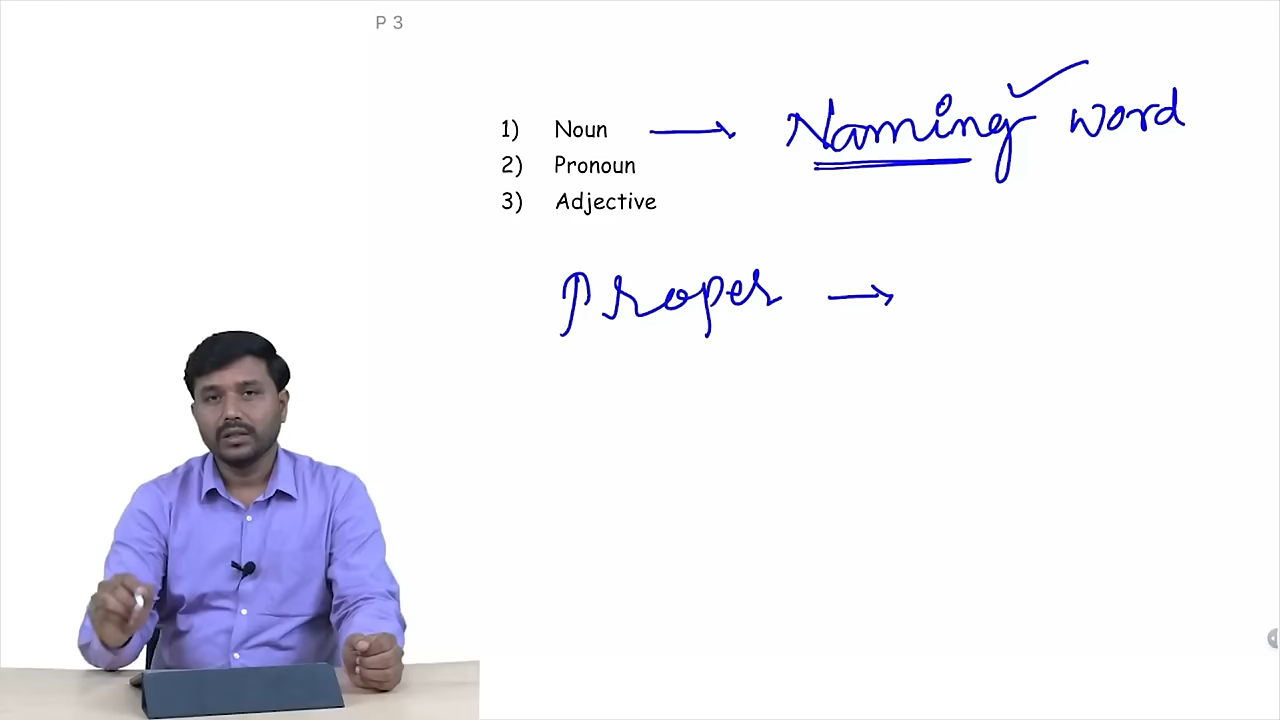 P 3
1) Noun → Naming word
2) Pronoun
3) Adjective
Proper →